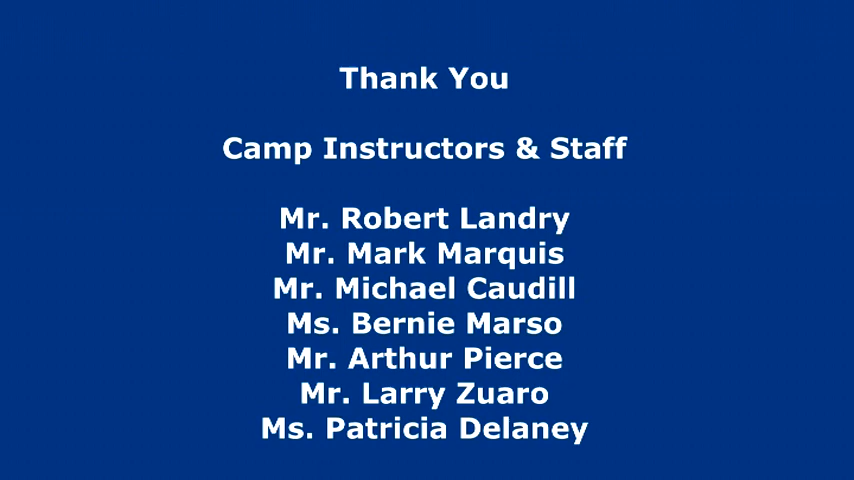 Thank You
Camp Instructors & Staff
Mr. Robert Landry
Mr. Mark Marquis
Mr. Michael Caudill
Ms. Bernie Marso
Mr. Arthur Pierce
Mr. Larry Zuaro
Ms. Patricia Delaney